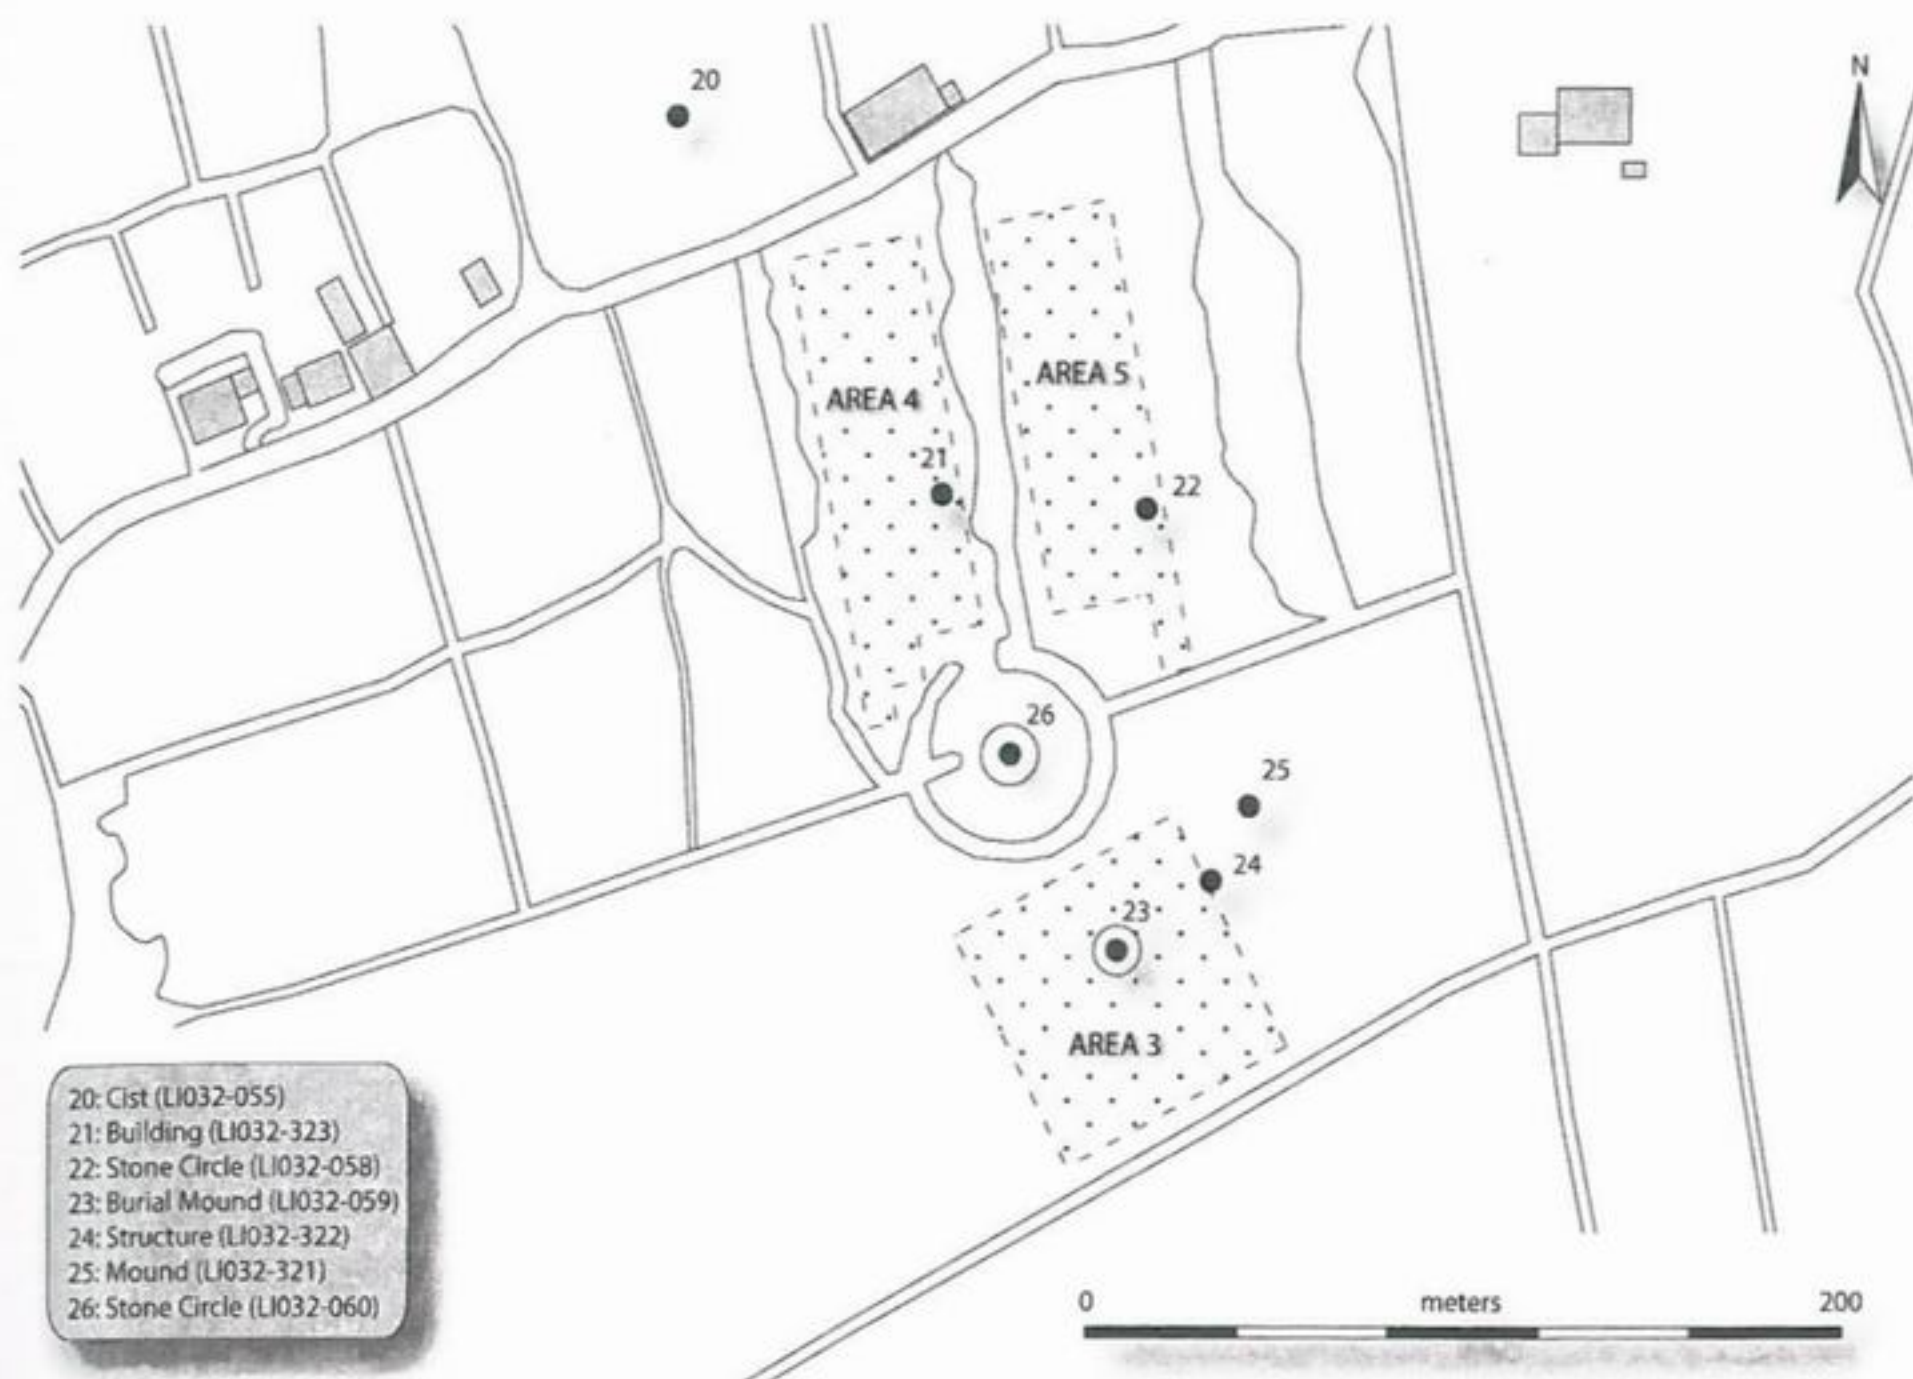 20
N
AREA 5
AREA 4
21
22
26
25
24
23
AREA 3
20: Cist (LI032-055)
21: Building (LI032-323)
22: Stone Circle (LI032-058)
23: Burial Mound (LI032-059)
24: Structure (LI032-322)
25: Mound (LI032-321)
26: Stone Circle (LI032-060)
0 meters 200